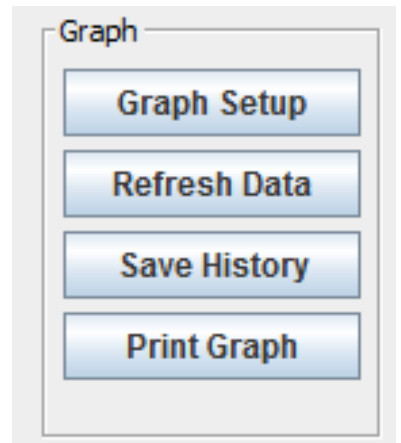 Graph
Graph Setup
Refresh Data
Save History
Print Graph